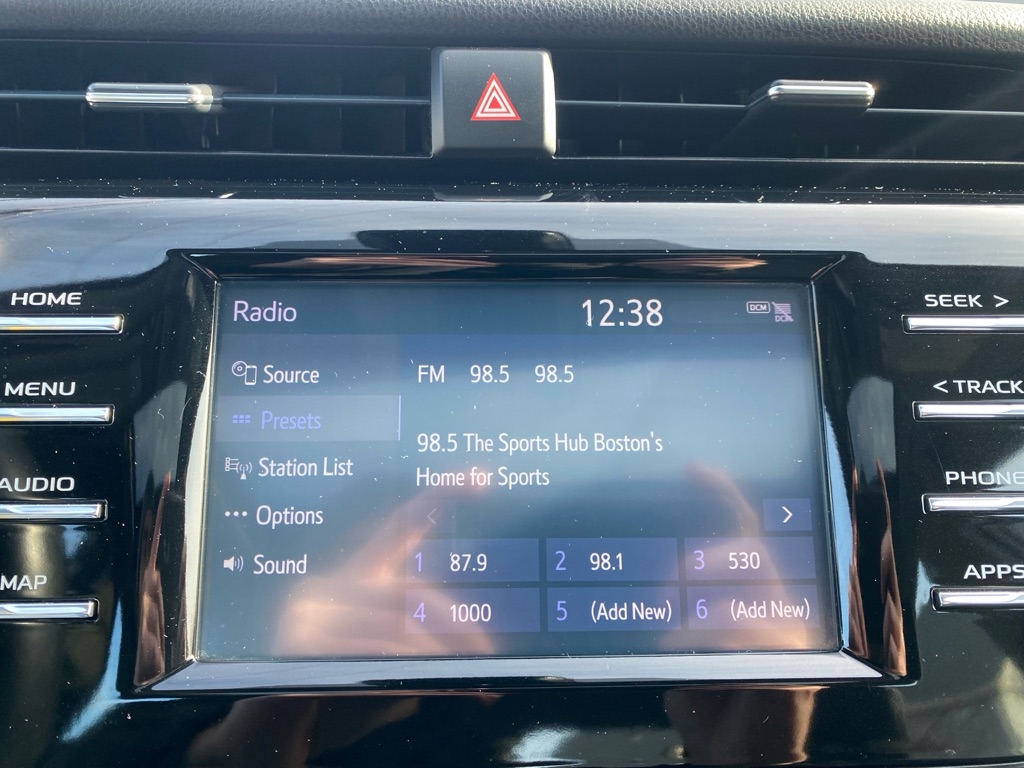 HOME
MENU
AUDIO
MAP
Radio
12:38
DCM
DCM
Source
Presets
Station List
Options
Sound
FM 98.5 98.5
98.5 The Sports Hub Boston's
Home for Sports
<
>
1 87.9
2 98.1
3 530
4 1000
5 (Add New)
6 (Add New)
SEEK >
< TRACK
PHONE
APPS